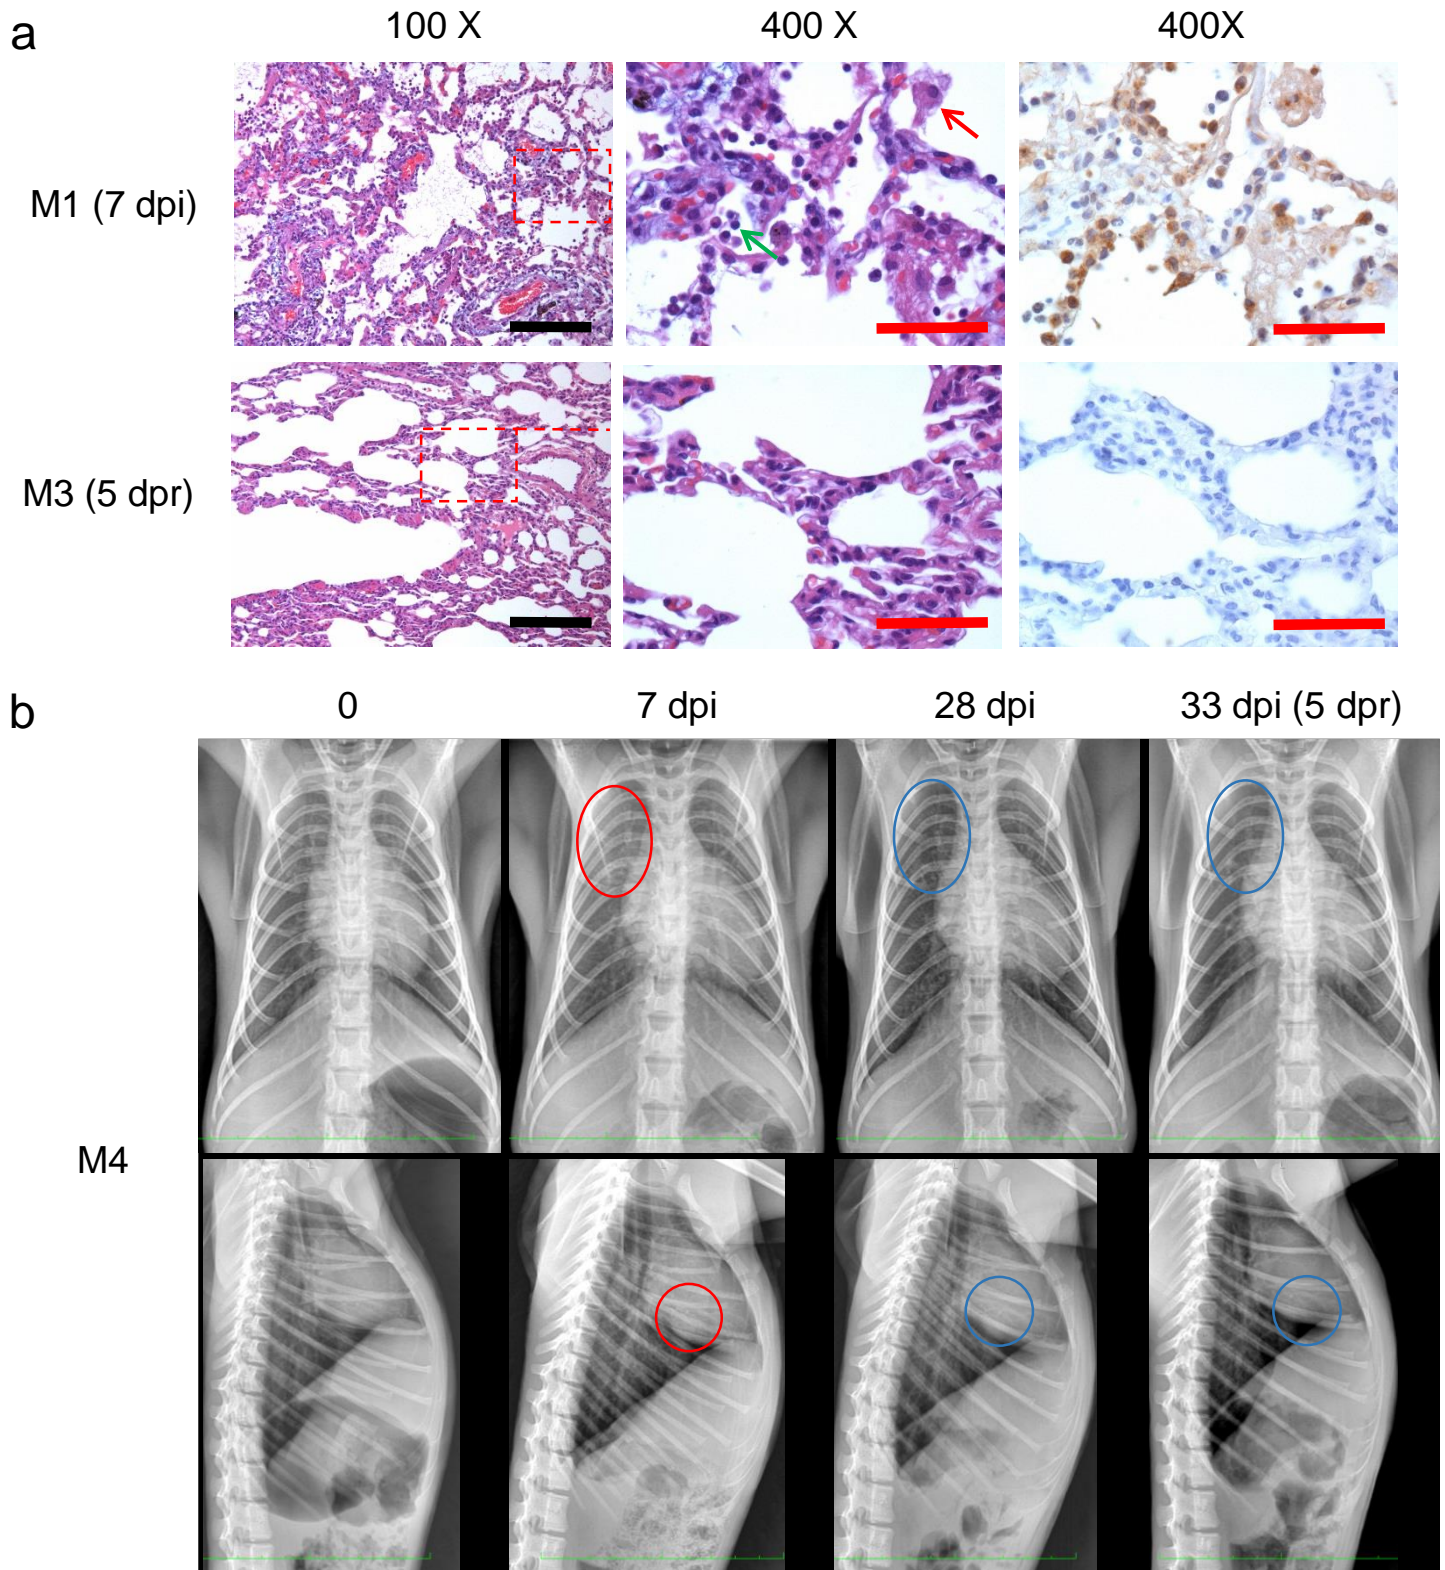 a
100 X 400 X 400X
M1 (7 dpi)
M3 (5 dpr)
b
0 7 dpi 28 dpi 33 dpi (5 dpr)
M4